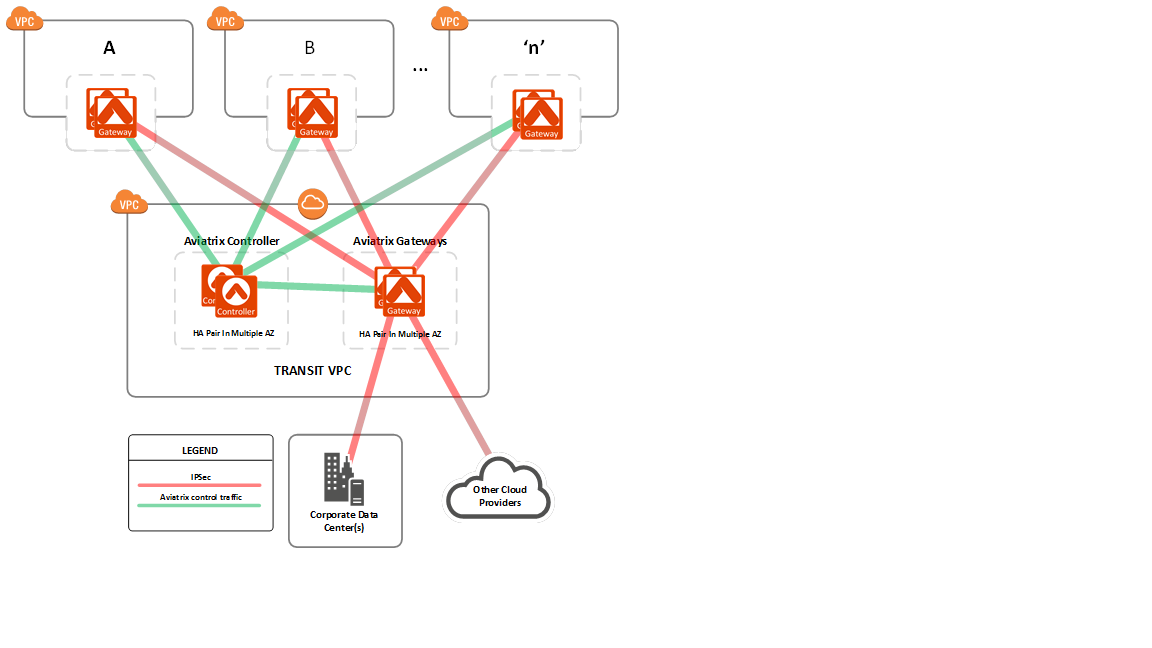 VPC
VPC
VPC
A
B
‘n’
...
Gateway
Gateway
Gateway
VPC
Aviatrix Controller
Aviatrix Gateways
Controller
Gateway
HA Pair In Multiple AZ
HA Pair In Multiple AZ
TRANSIT VPC
LEGEND
IPSec
Aviatrix control traffic
Corporate Data
Center(s)
Other Cloud
Providers